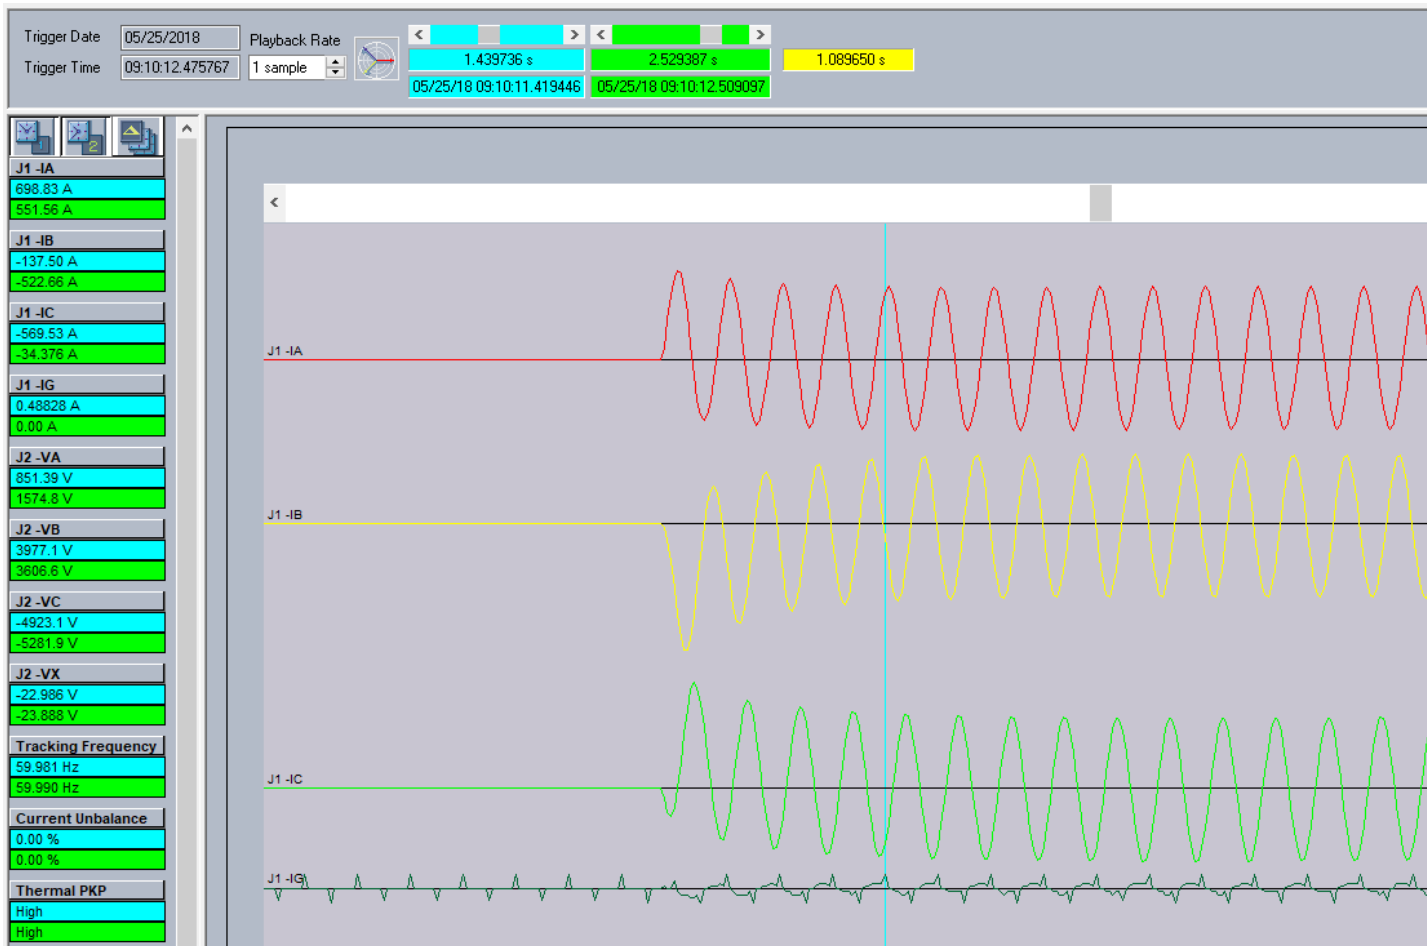 Trigger Date 05/25/2018 Playback Rate
Trigger Time 09:10:12.475767 1 sample
1.439736 s 2.529387 s 1.089650 s
05/25/18 09:10:11.419446 05/25/18 09:10:12.509097
1
2
J1 -IA
698.83 A
551.56 A
J1 -IB
-137.50 A
-522.66 A
J1 -IC
-569.53 A
-34.376 A
J1 -IG
0.48828 A
0.00 A
J2 -VA
851.39 V
1574.8 V
J2 -VB
3977.1 V
3606.6 V
J2 -VC
-4923.1 V
-5281.9 V
J2 -VX
-22.986 V
-23.888 V
Tracking Frequency
59.981 Hz
59.990 Hz
Current Unbalance
0.00 %
0.00 %
Thermal PKP
High
High
J1 -IA
J1 -IB
J1 -IC
J1 -IG